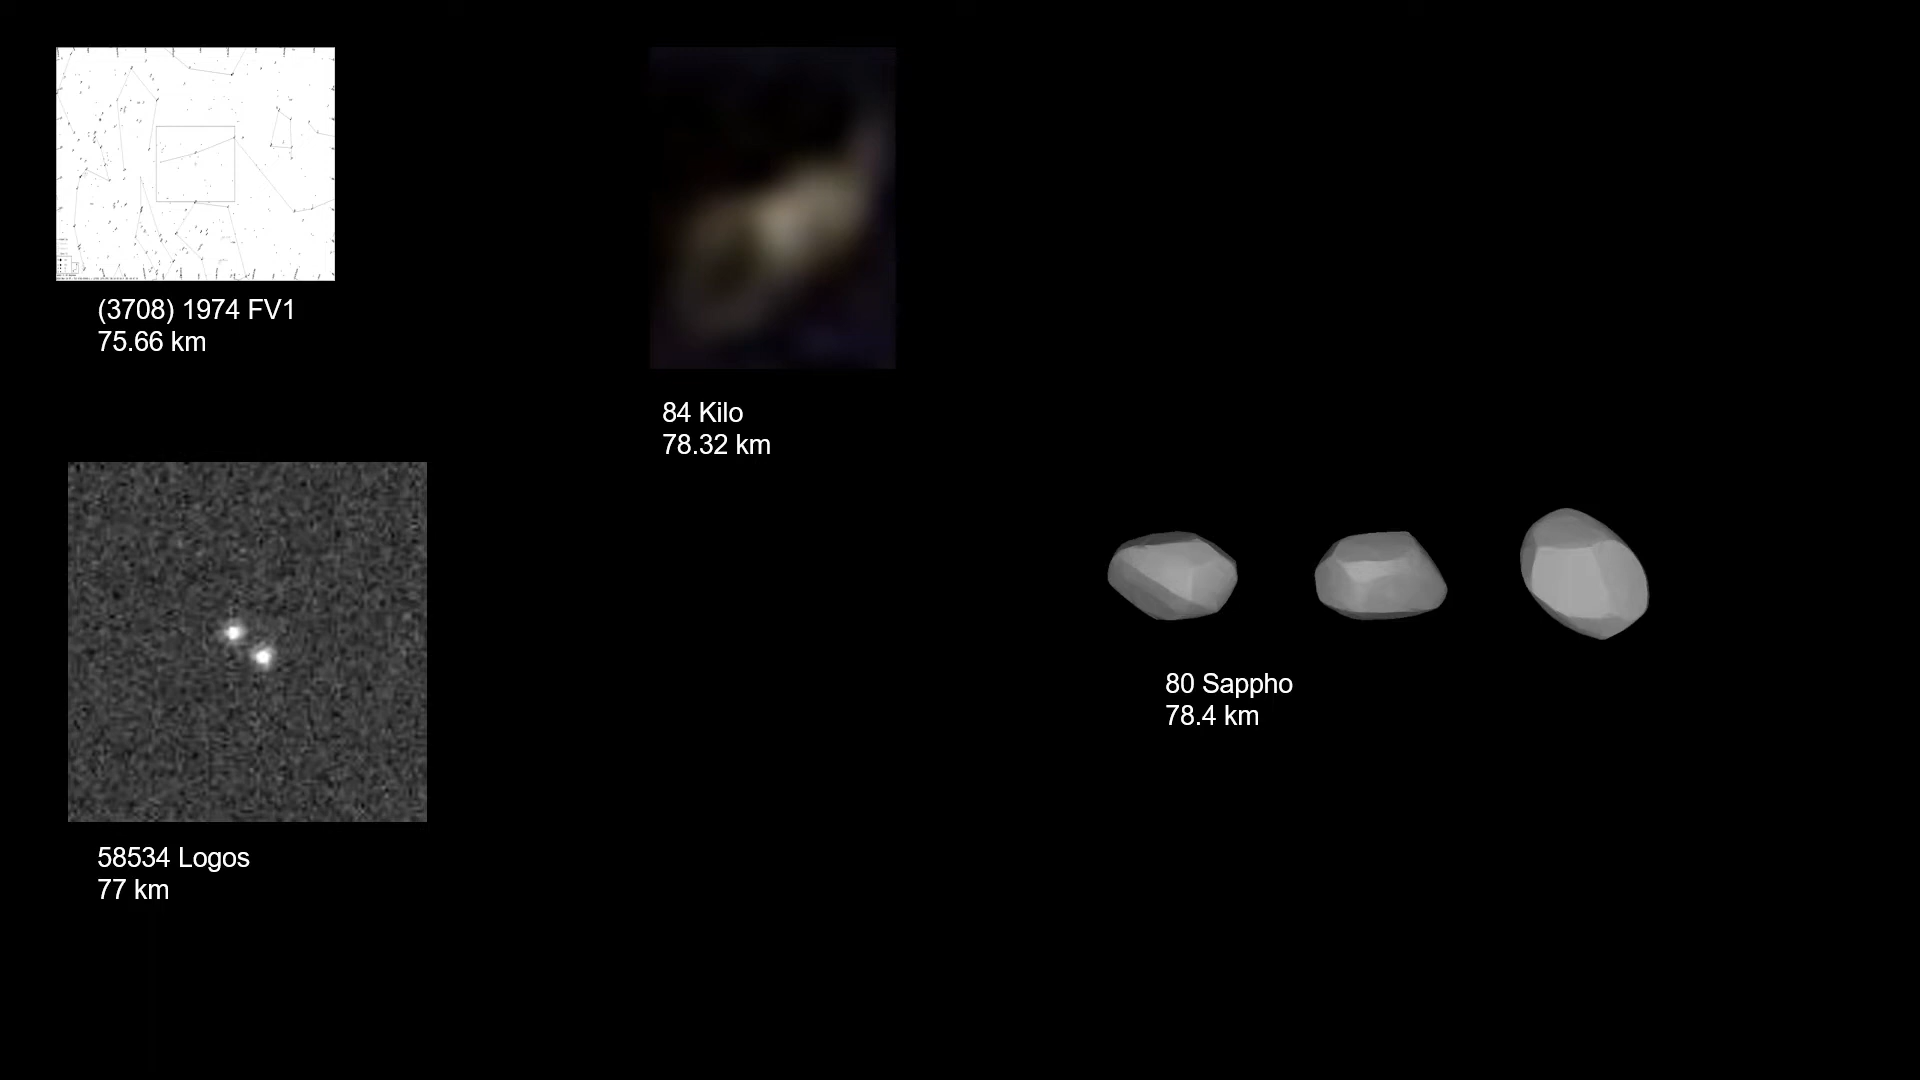 (3708) 1974 FV1
75.66 km
84 Kilo
78.32 km
58534 Logos
77 km
80 Sappho
78.4 km